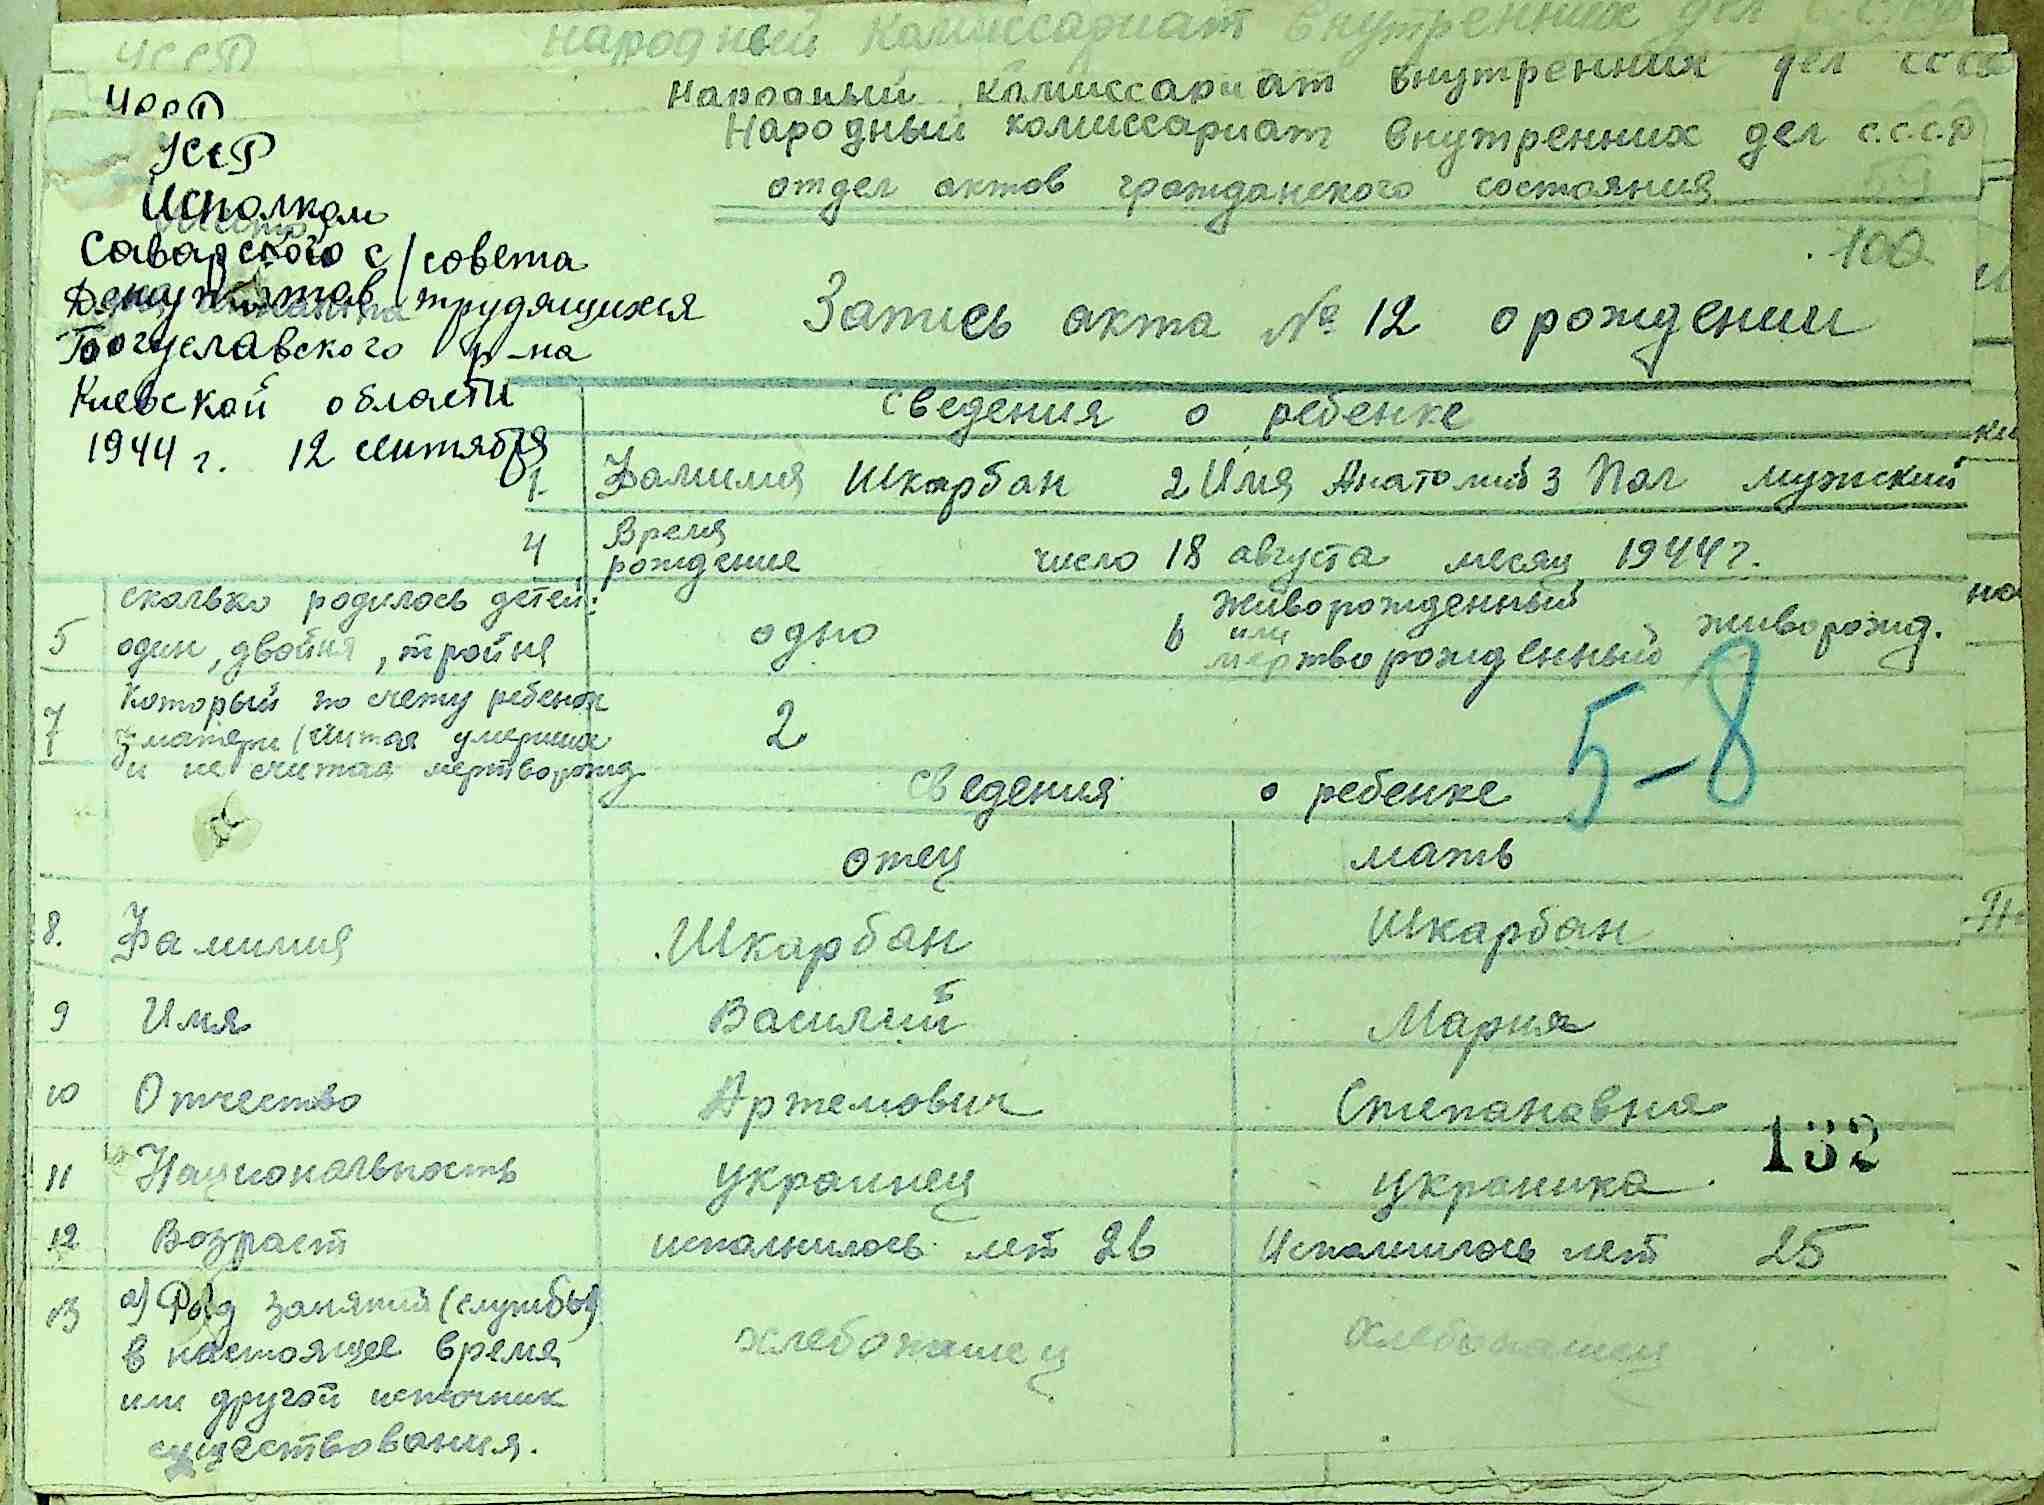 УССР
народный комиссариат внутренних дел СССР
УССР
Народный комиссариат внутренних дел СССР
УССР
Народный комиссариат внутренних дел С.С.С.Р
отдел актов гражданского состояния
Исполком
Саварского с/совета
Депутатов трудящихся
Богуславского р-на
Киевской области
1944 г. 12 сентября
100
Запись акта № 12 о рождении
сведения о ребенке
1. Фамилия Шкарбан 2 Имя Анатолий 3 Пол мужский
4 Время рождение число 18 августа месяц 1944 г.
5 сколько родилось детей: один, двойня, тройня одно 6 живорожденный или мертворожденный живорожд.
7 Который по счету ребенок
у матери (считая умерших
и не считая мертворожд. 2
5-8
сведения о ребенке
отец мать
8. Фамилия Шкарбан Шкарбан
9 Имя Василий Мария
10 Отчество Артемович Степановна
132
11 Национальность украинец украинка
12 Возраст исполнилось лет 26 Исполнилось лет 25
13 а) Род занятий (службы)
в настоящее время
или другой источник
существования.
хлебопашец хлебопашец